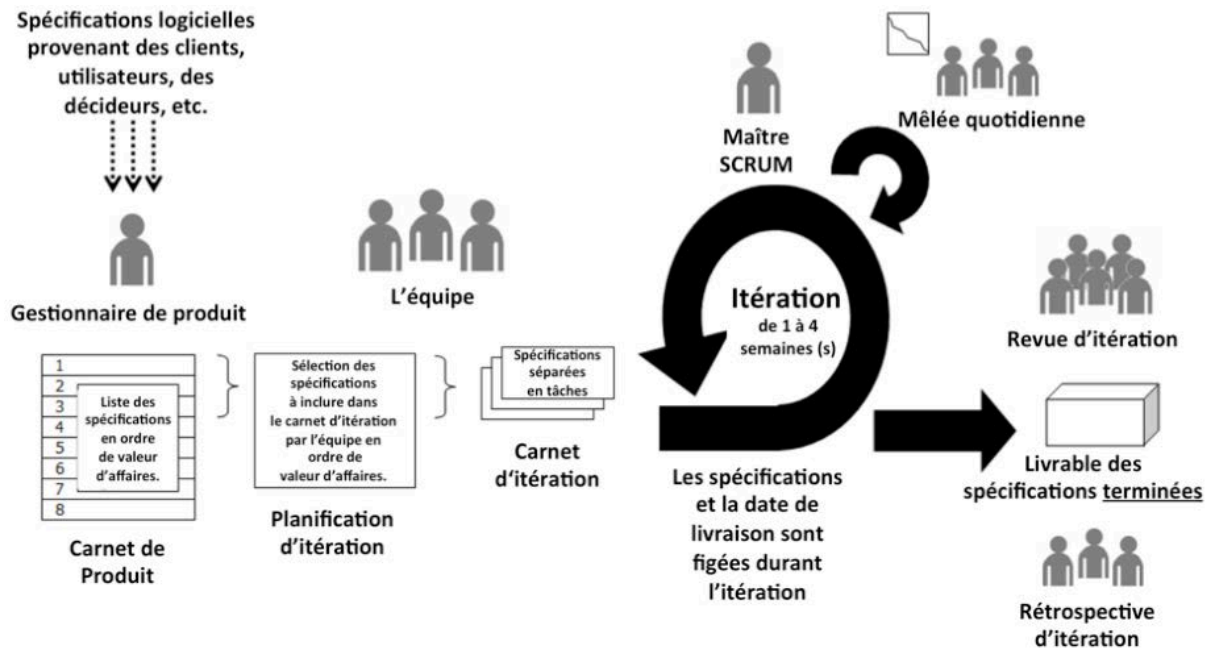 Spécifications logicielles
provenant des clients,
utilisateurs, des
décideurs, etc.
Gestionnaire de produit
L'équipe
Maître
SCRUM
Mêlée quotidienne
Itération
de 1 à 4
semaines (s)
Revue d'itération
1
2
3
4
5
6
7
8
Liste des
spécifications
en ordre
de valeur
d'affaires.
Carnet de
Produit
Sélection des
spécifications
à inclure dans
le carnet d'itération
par l'équipe en
ordre de
valeur d'affaires.
Planification
d'itération
Spécifications
séparées
en tâches
Carnet
d'itération
Les spécifications
et la date de
livraison sont
figées durant
l'itération
Livrable des
spécifications terminées
Rétrospective
d'itération